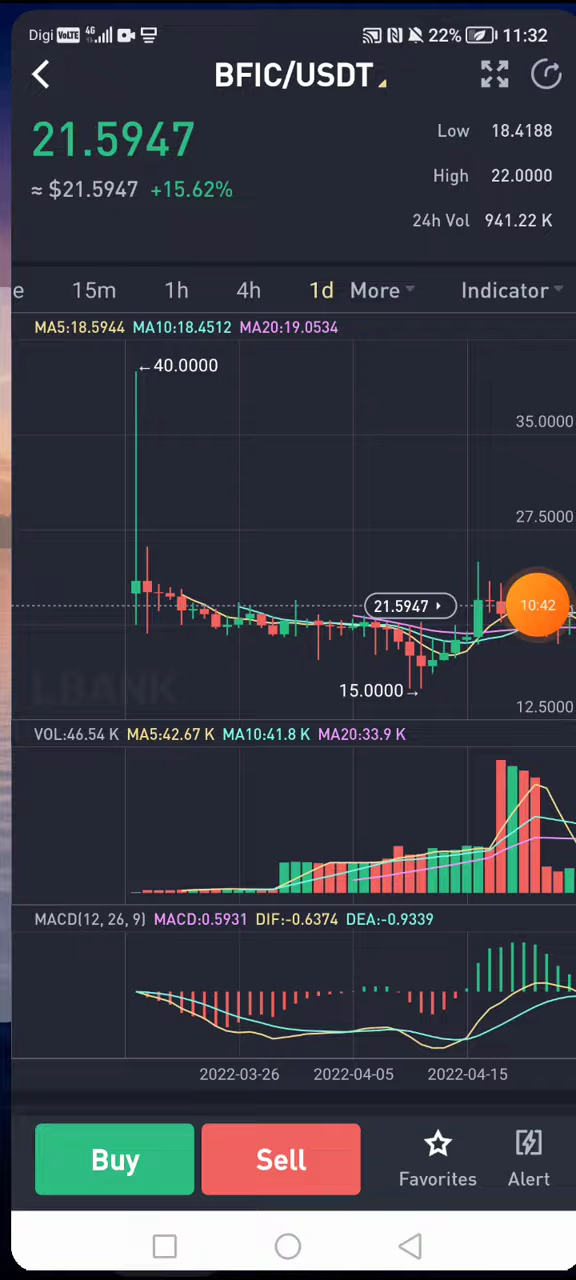 Digi VoLTE 4G 22% 11:32
BFIC/USDT
21.5947
≈ $21.5947 +15.62%
Low 18.4188
High 22.0000
24h Vol 941.22 K
e 15m 1h 4h 1d More Indicator
MA5:18.5944 MA10:18.4512 MA20:19.0534
←40.0000
35.0000
27.5000
21.5947
10:42
LBANK
15.0000→
12.5000
VOL:46.54 K MA5:42.67 K MA10:41.8 K MA20:33.9 K
MACD(12, 26, 9) MACD:0.5931 DIF:-0.6374 DEA:-0.9339
2022-03-26 2022-04-05 2022-04-15
Buy Sell Favorites Alert